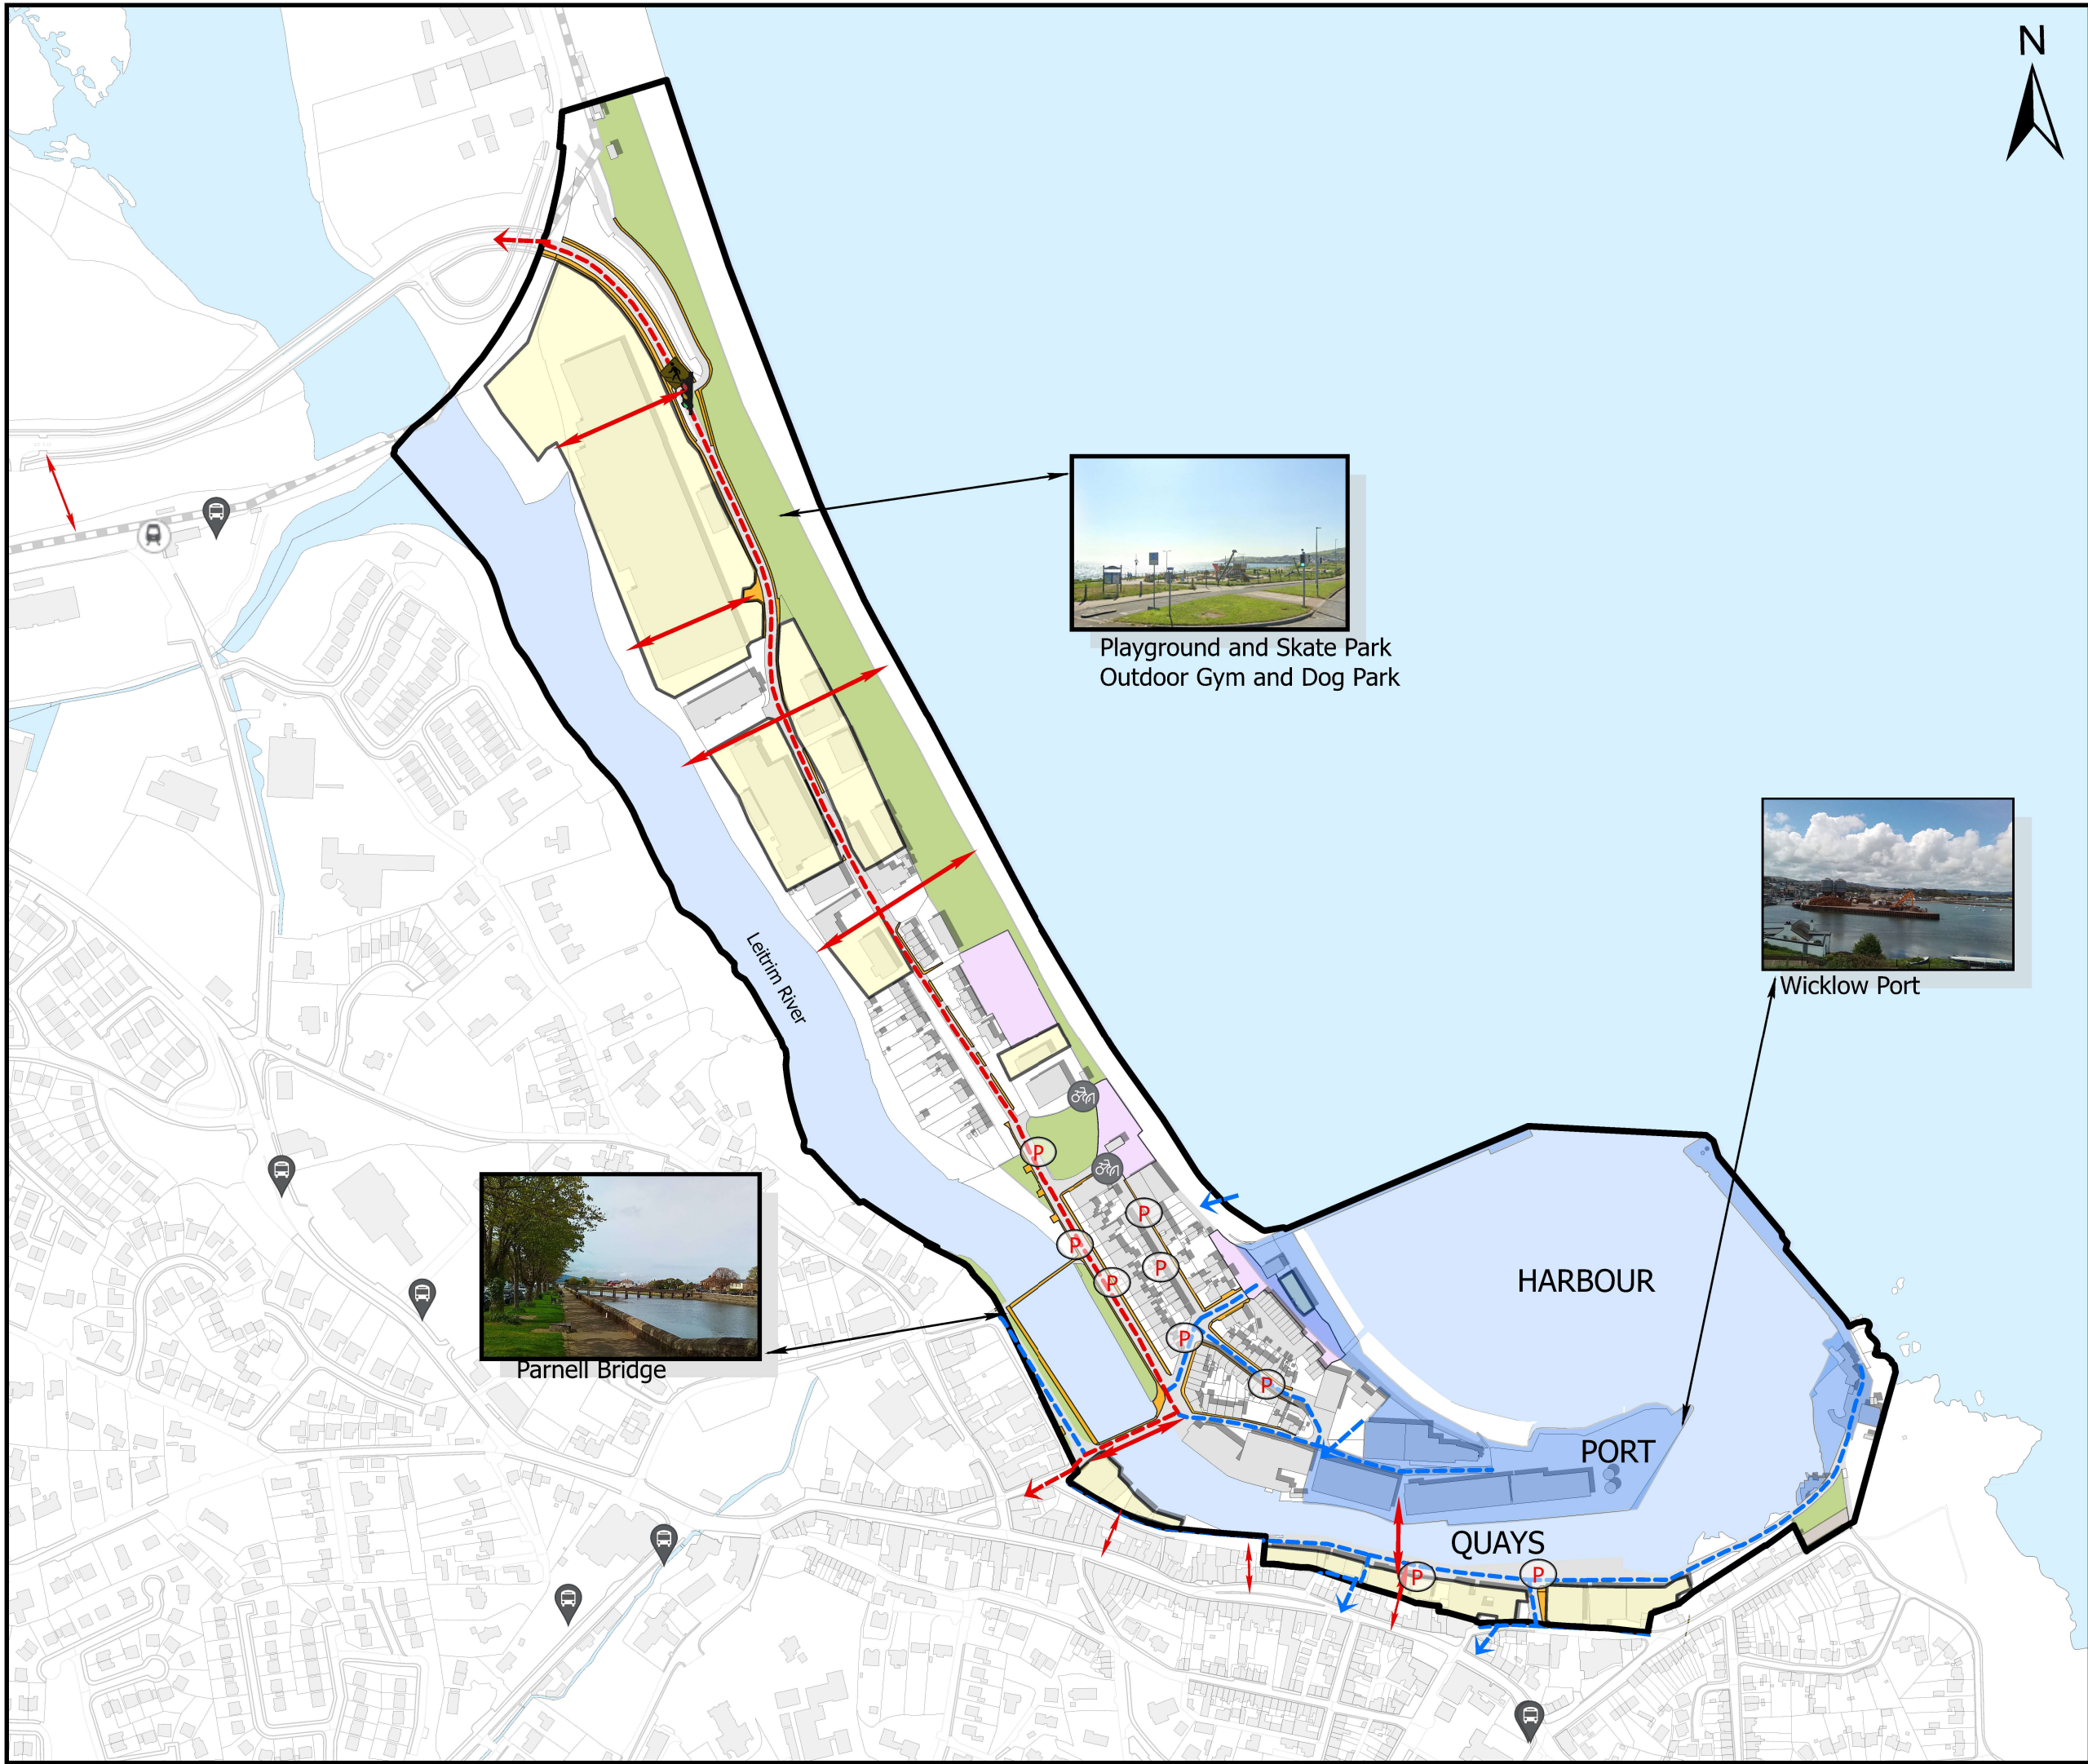 N
Playground and Skate Park
Outdoor Gym and Dog Park
Wicklow Port
Leitrim River
P
P
P
P
P
HARBOUR
P
Parnell Bridge
P
PORT
QUAYS
P
P